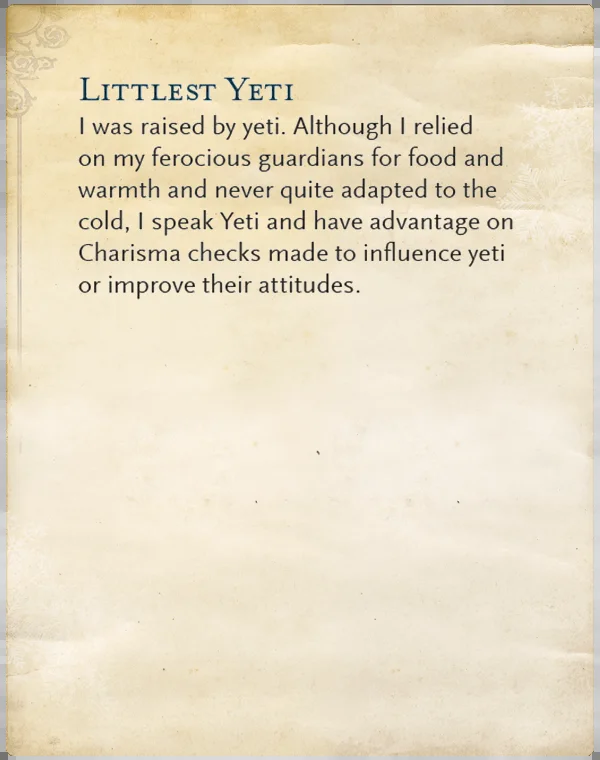 Littlest Yeti
I was raised by yeti. Although I relied
on my ferocious guardians for food and
warmth and never quite adapted to the
cold, I speak Yeti and have advantage on
Charisma checks made to influence yeti
or improve their attitudes.